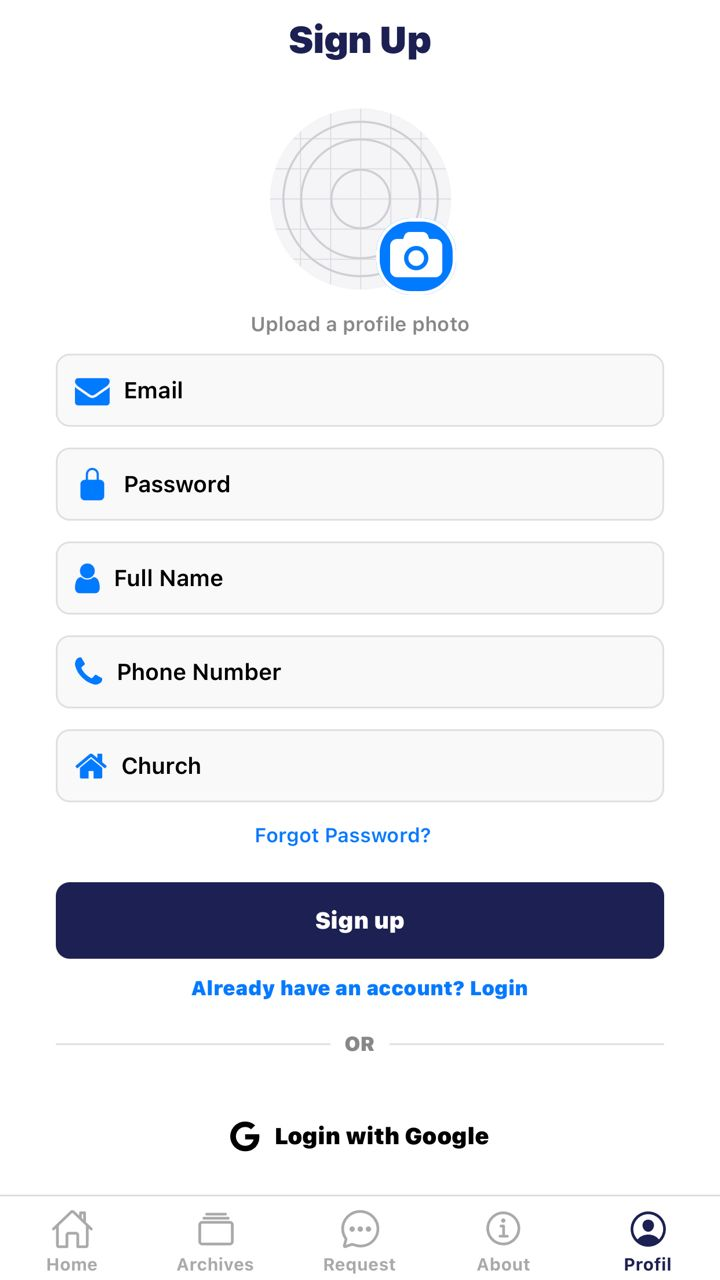 Sign Up
Upload a profile photo
Email
Password
Full Name
Phone Number
Church
Forgot Password?
Sign up
Already have an account? Login
OR
Login with Google
Home
Archives
Request
About
Profil